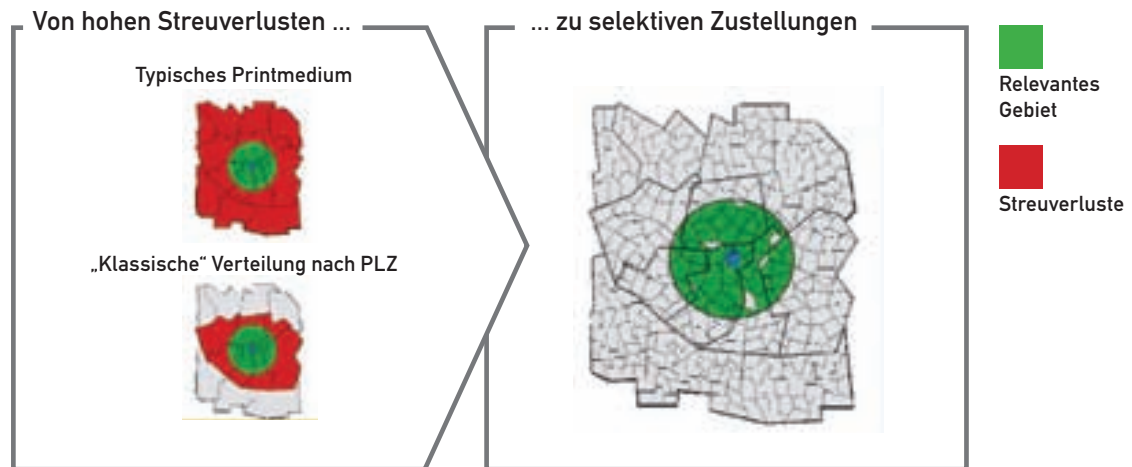 Von hohen Streuverlusten ...
Typisches Printmedium
„Klassische“ Verteilung nach PLZ
... zu selektiven Zustellungen
Relevantes
Gebiet
Streuverluste